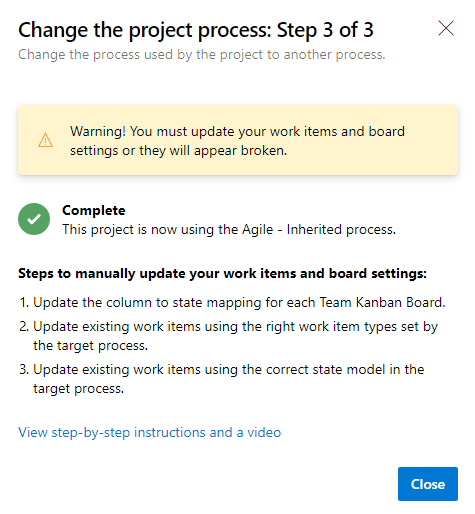 Change the project process: Step 3 of 3
Change the process used by the project to another process.
Warning! You must update your work items and board
settings or they will appear broken.
Complete
This project is now using the Agile - Inherited process.
Steps to manually update your work items and board settings:
1. Update the column to state mapping for each Team Kanban Board.
2. Update existing work items using the right work item types set by
the target process.
3. Update existing work items using the correct state model in the
target process.
View step-by-step instructions and a video
Close